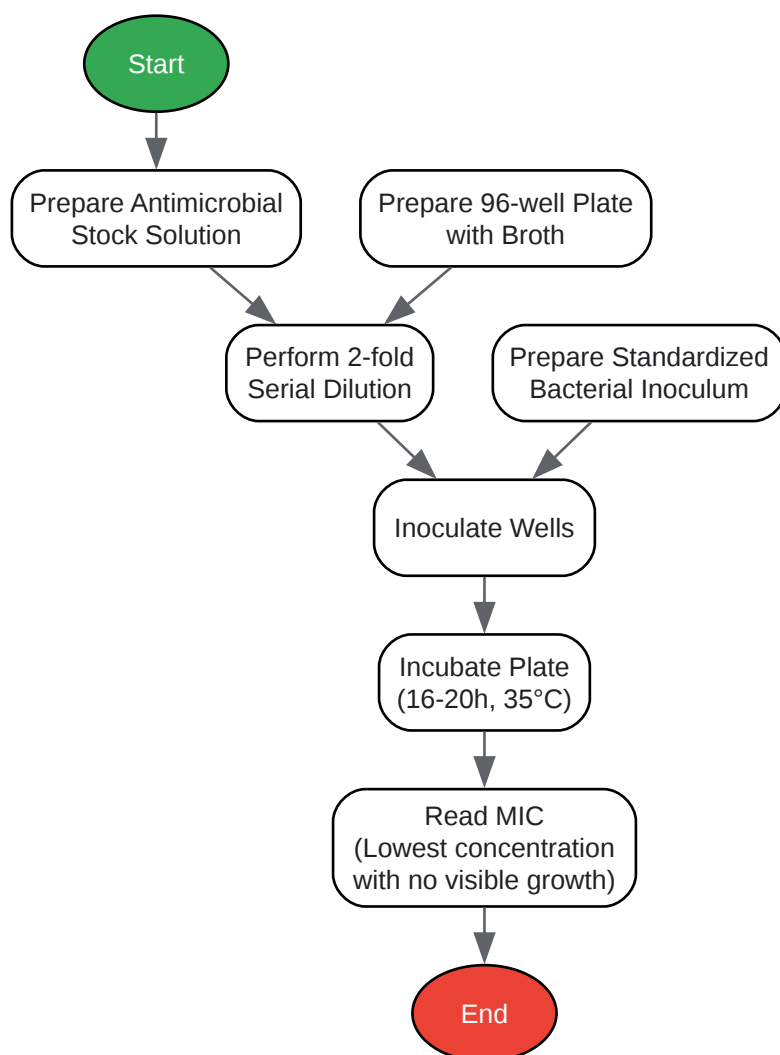 Start
Prepare Antimicrobial
Stock Solution
Prepare 96-well Plate
with Broth
Perform 2-fold
Serial Dilution
Prepare Standardized
Bacterial Inoculum
Inoculate Wells
Incubate Plate
(16-20h, 35°C)
Read MIC
(Lowest concentration
with no visible growth)
End